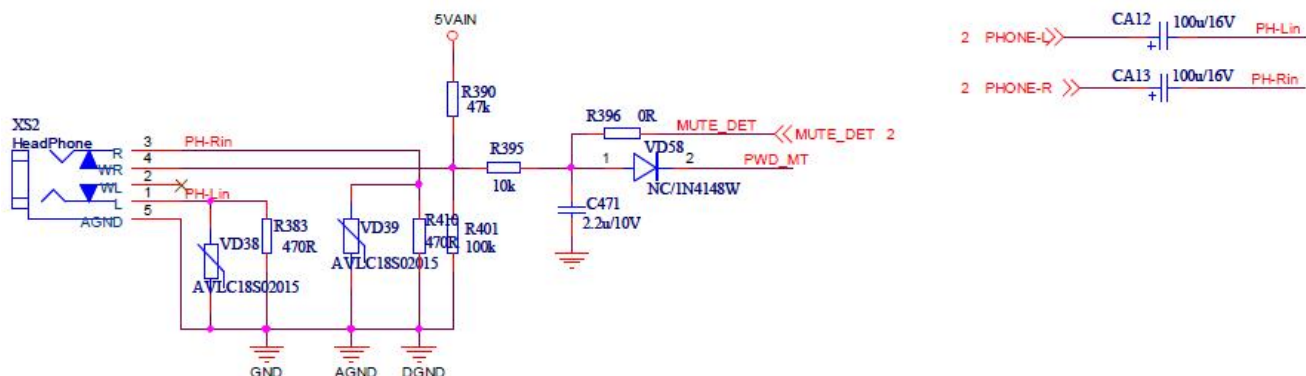 5VAIN
CA12
100u/16V
PH-Lin
2 PHONE-L
CA13
100u/16V
PH-Rin
2 PHONE-R
R390
47k
R396 0R
MUTE_DET
MUTE_DET 2
XS2
HeadPhone
3
PH-Rin
R
4
WR
R395
10k
1
VD58
2
PWD_MT
NC/1N4148W
2
WL
1
PH-Lin
L
5
AGND
C471
2.2u/10V
R383
470R
VD38
AVLC18S02015
VD39
AVLC18S02015
R410
470R
R401
100k
GND
AGND
DGND